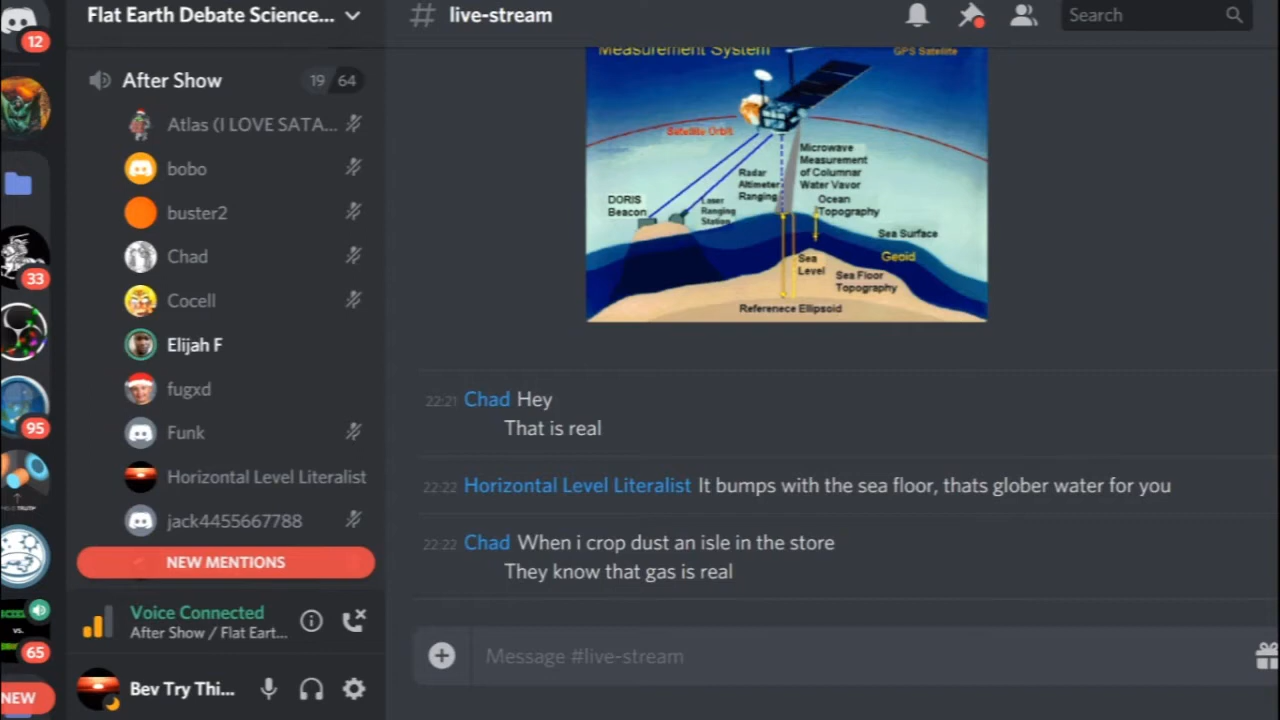 Flat Earth Debate Science...
# live-stream
Search
12
After Show
19 64
Atlas (I LOVE SATA...
bobo
buster2
Chad
33
Cocell
Elijah F
fugxd
95
Funk
Horizontal Level Literalist
jack4455667788
NEW MENTIONS
Voice Connected
After Show / Flat Eart...
VS.
65
NEW
Bev Try Thi...
Measurement System
GPS Satellite
Satellite Orbit
Microwave
Measurement
of Columnar
Water Vavor
Radar
Altimeter
Ranging
DORIS
Beacon
Laser
Ranging
Station
Ocean
Topography
Sea Surface
Geoid
Sea
Level
Sea Floor
Topography
Referenece Ellipsoid
22:21 Chad Hey
That is real
22:22 Horizontal Level Literalist It bumps with the sea floor, thats glober water for you
22:22 Chad When i crop dust an isle in the store
They know that gas is real
Message #live-stream